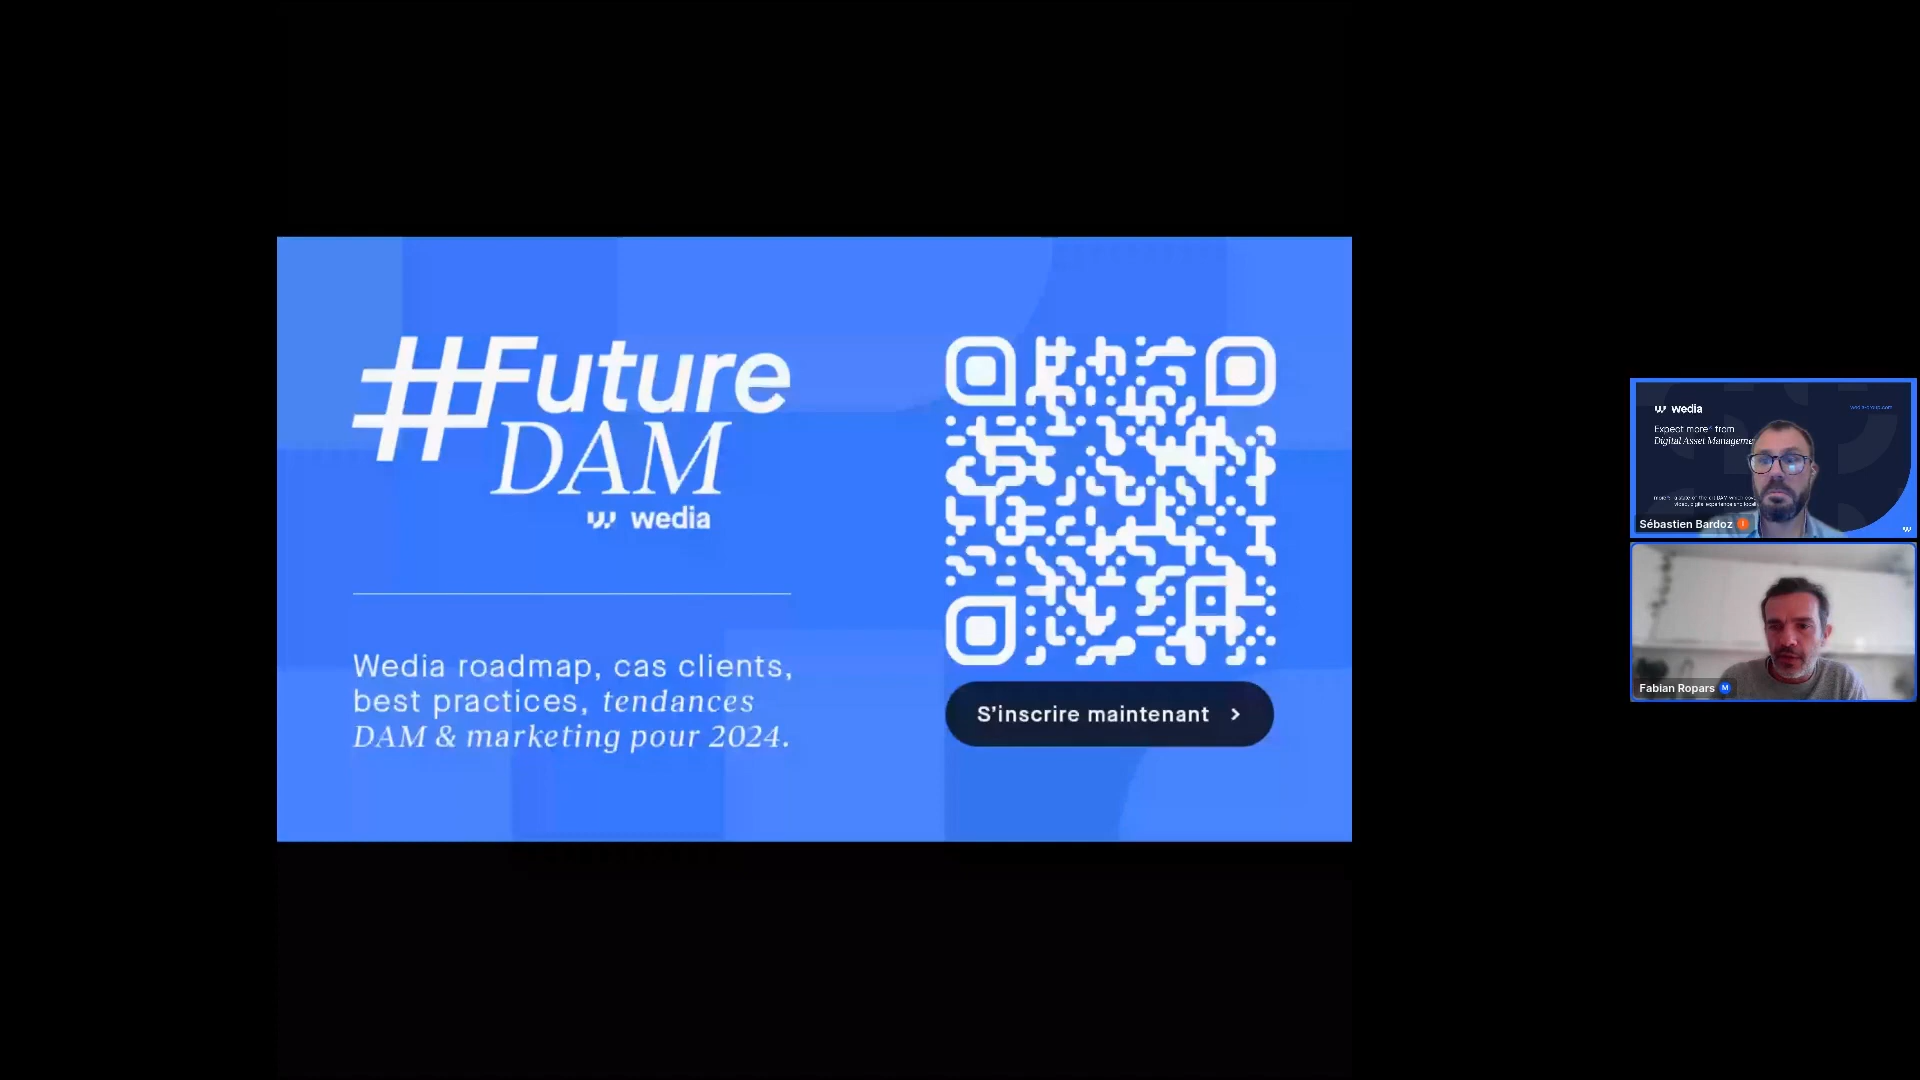 #Future
DAM
wedia
Wedia roadmap, cas clients,
best practices, tendances
DAM & marketing pour 2024.
S'inscrire maintenant
wedia
Expect more from
Digital Asset Manageme
Sébastien Bardoz
Fabian Ropars M